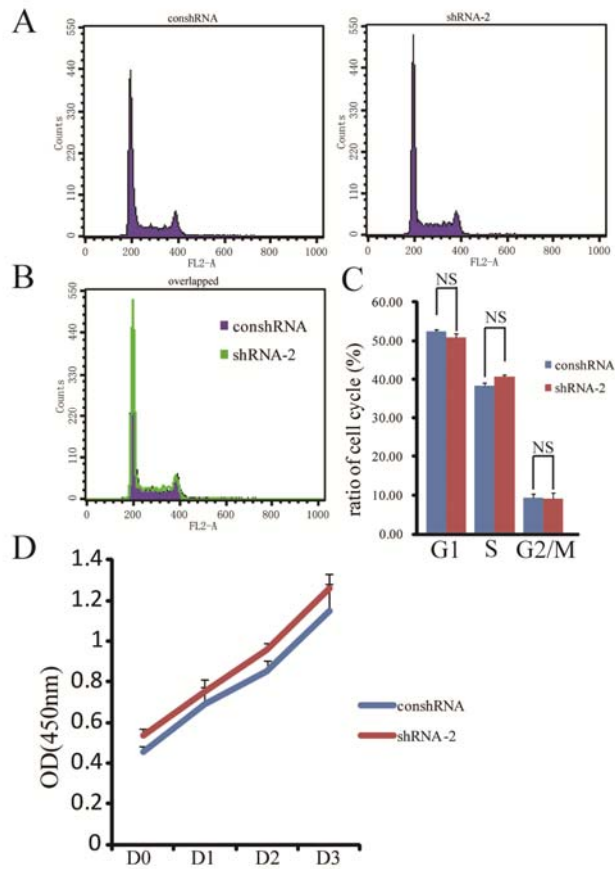 A
conshRNA
550
440
330
220
110
0
Counts
0 200 400 600 800 1000
FL2-A
shRNA-2
550
440
330
220
110
0
Counts
0 200 400 600 800 1000
FL2-A
B
overlapped
550
440
330
220
110
0
Counts
conshRNA
shRNA-2
0 200 400 600 800 1000
FL2-A
C
ratio of cell cycle (%)
60.00
50.00
40.00
30.00
20.00
10.00
0.00
NS
NS
NS
conshRNA
shRNA-2
G1 S G2/M
D
OD(450nm)
1.4
1.2
1
0.8
0.6
0.4
0.2
0
D0 D1 D2 D3
conshRNA
shRNA-2